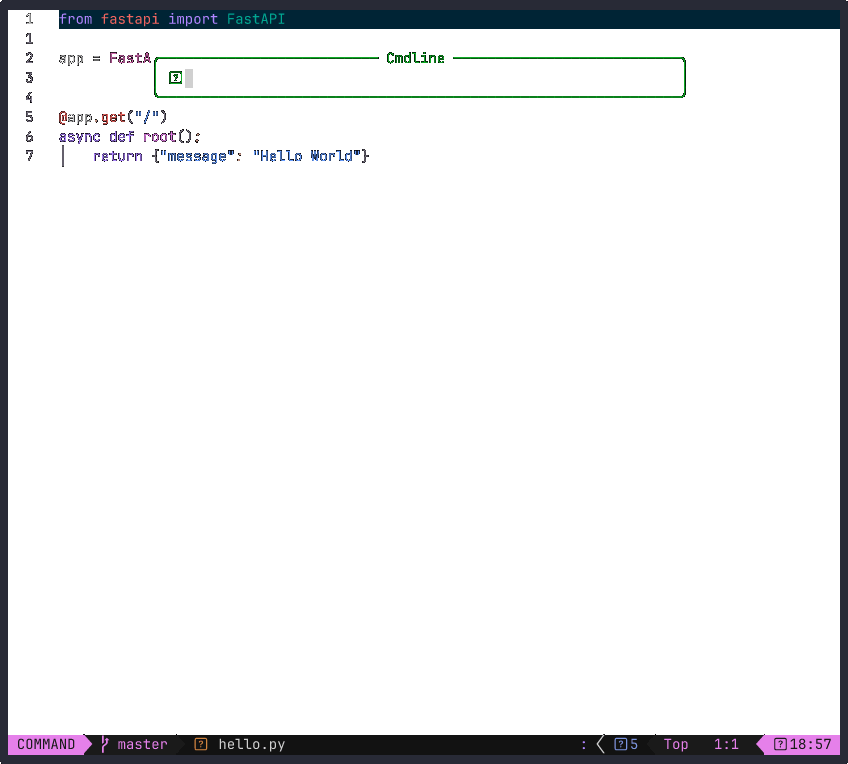 1 from fastapi import FastAPI
1
2 app = FastA
Cmdline
3
4
5 @app.get("/")
6 async def root():
7 return {"message": "Hello World"}
COMMAND master hello.py : 5 Top 1:1 18:57